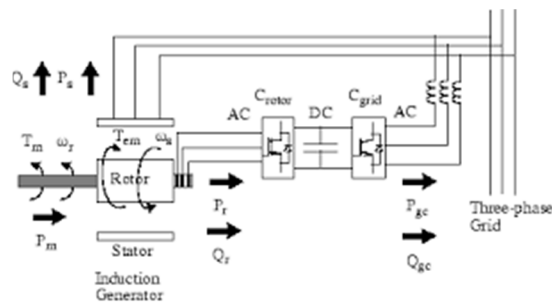 Qs Ps
Crotor Cgrid
AC DC AC
Tm ωr Tem ωs
Rotor
Pm Pr Pgc
Three-phase
Grid
Stator Qr Qgc
Induction
Generator